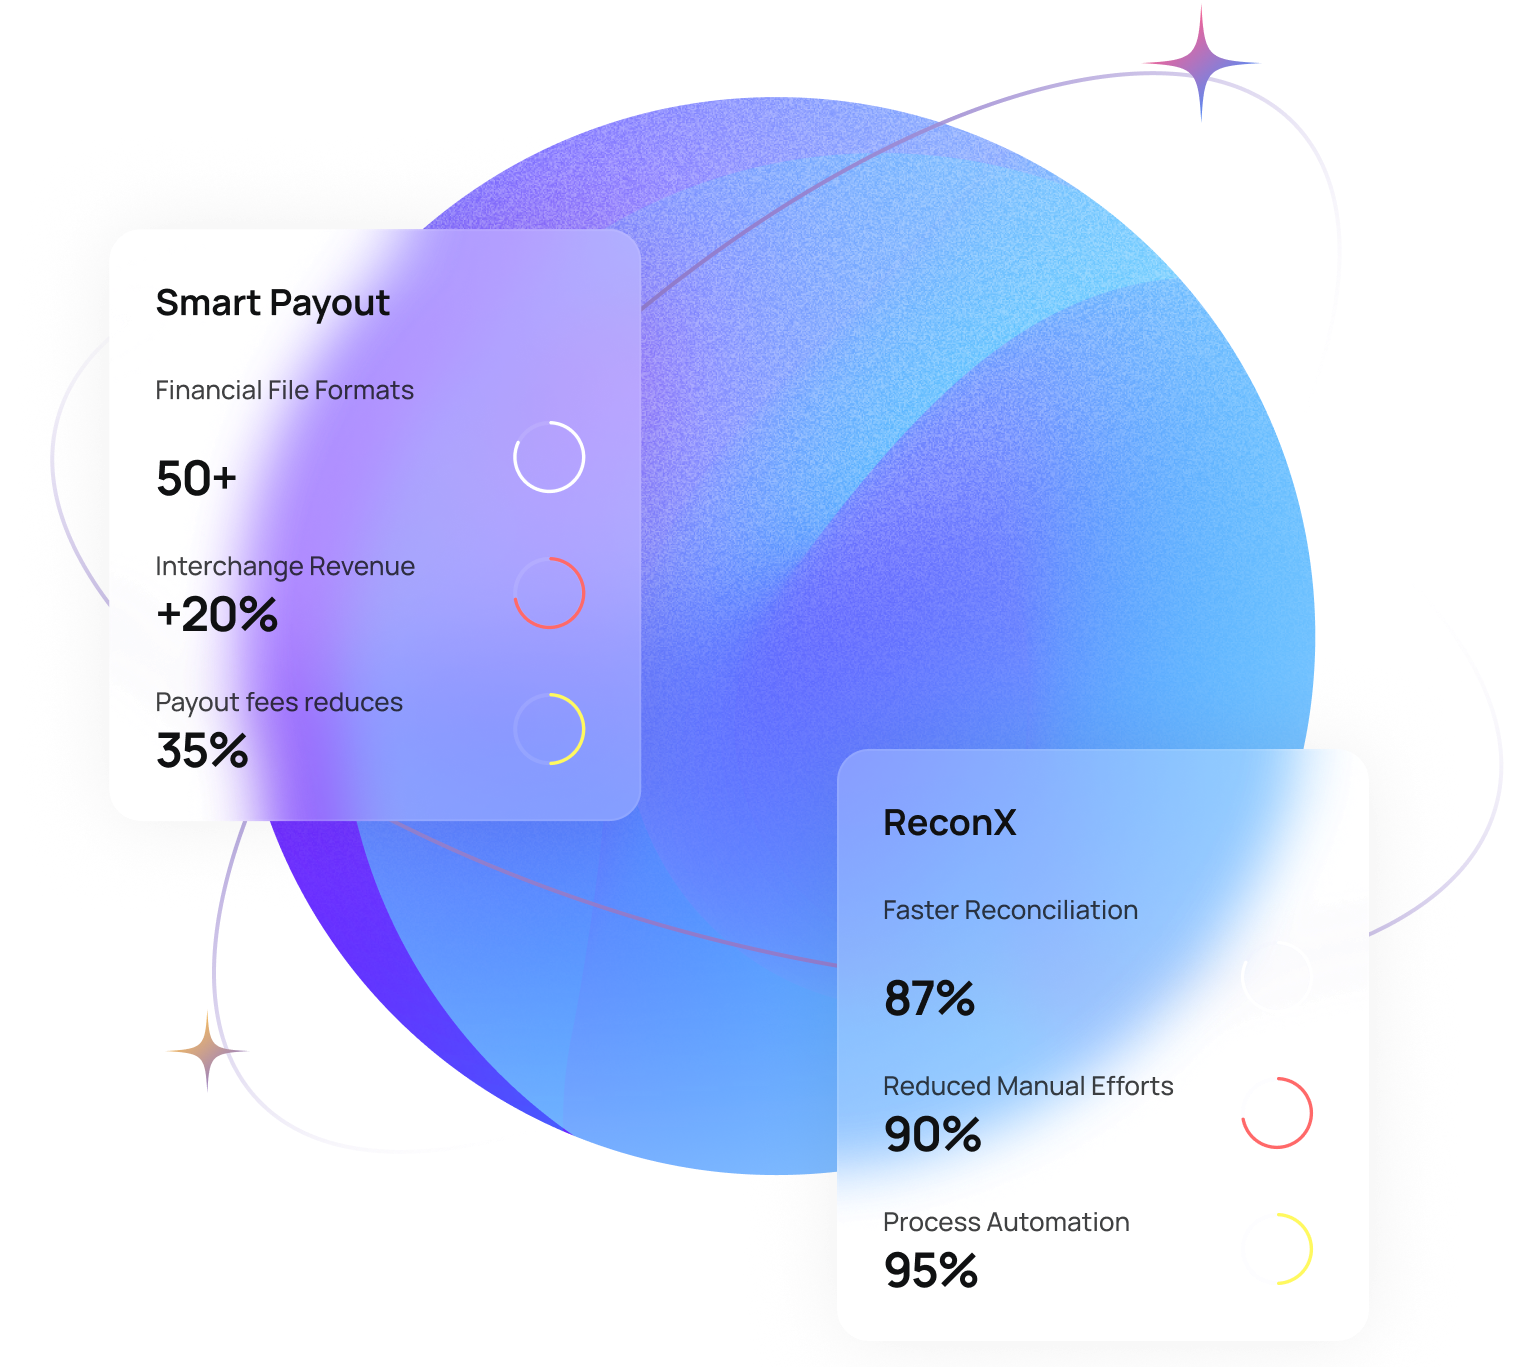 Smart Payout
Financial File Formats
50+
Interchange Revenue
+20%
Payout fees reduces
35%
ReconX
Faster Reconciliation
87%
Reduced Manual Efforts
90%
Process Automation
95%